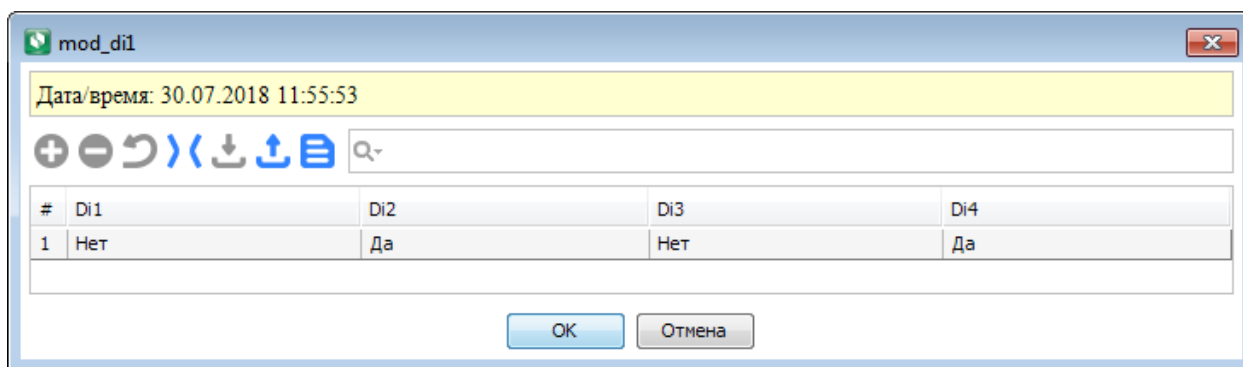 mod_di1
Дата/время: 30.07.2018 11:55:53
# Di1 Di2 Di3 Di4
1 Нет Да Нет Да
OK Отмена